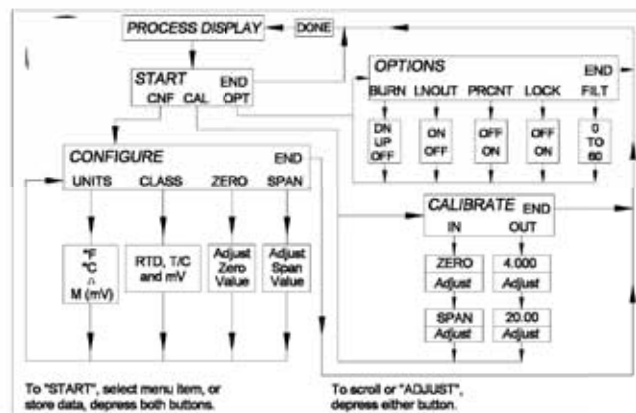 PROCESS DISPLAY
DONE
START
END
CNF CAL OPT
OPTIONS
END
BURN LNOUT PRCNT LOCK FILT
DN
UP
OFF
ON
OFF
OFF
ON
OFF
ON
0
TO
60
CONFIGURE
END
UNITS CLASS ZERO SPAN
°F
°C
M (mV)
RTD, T/C
and mV
Adjust
Zero
Value
Adjust
Span
Value
CALIBRATE END
IN OUT
ZERO
Adjust
4.000
Adjust
SPAN
Adjust
20.00
Adjust
To "START", select menu item, or
store data, depress both buttons.
To scroll or "ADJUST",
depress either button.